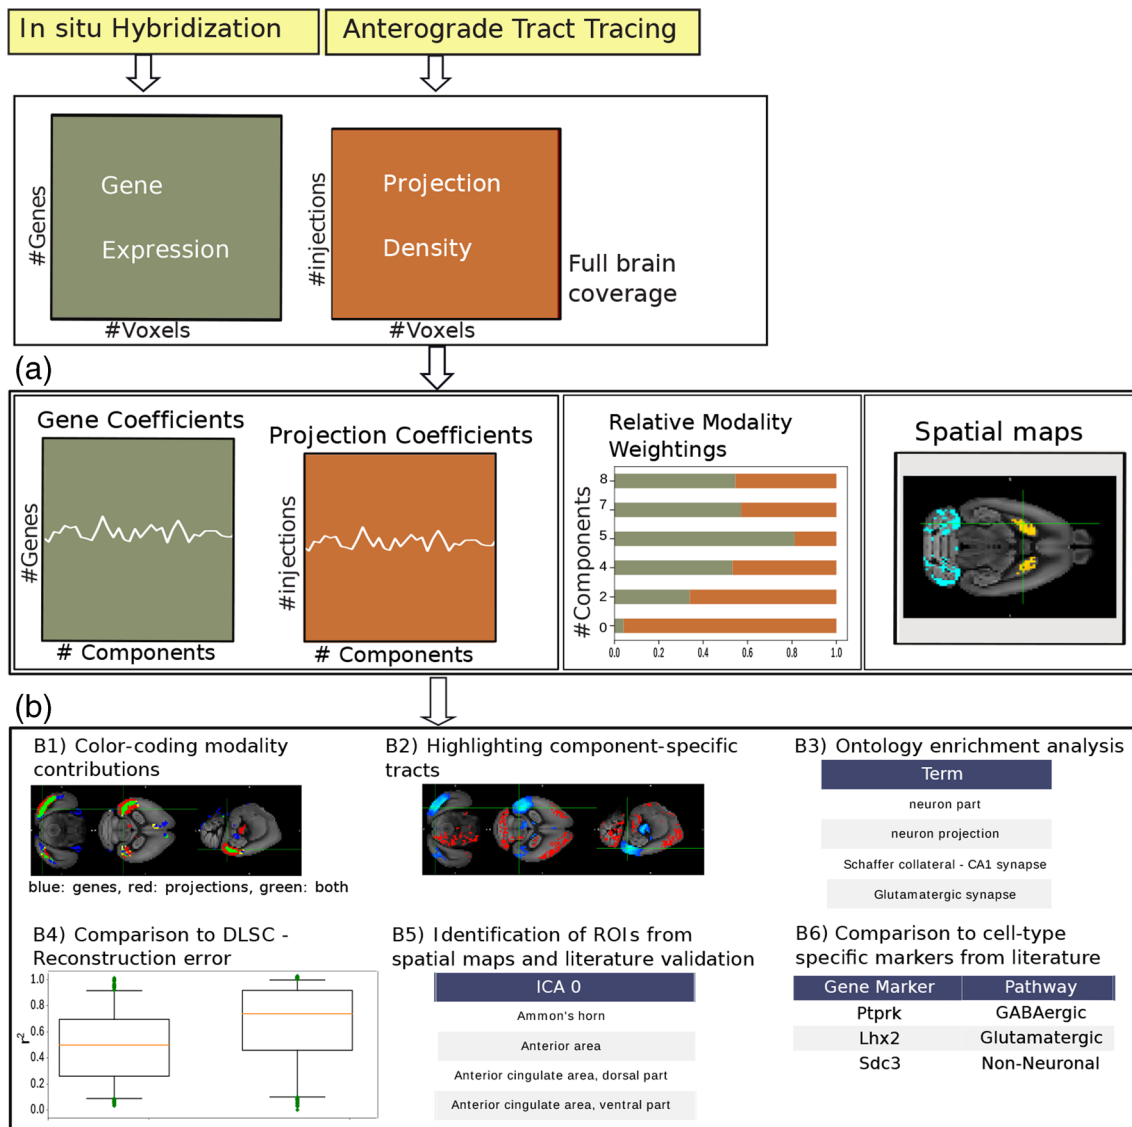 In situ Hybridization
Anterograde Tract Tracing
#Genes
Gene
Expression
#Voxels
#injections
Projection
Density
#Voxels
Full brain
coverage
(a)
Gene Coefficients
#Genes
# Components
Projection Coefficients
#injections
# Components
Relative Modality
Weightings
#Components
8
7
5
4
2
0
0.0 0.2 0.4 0.6 0.8 1.0
Spatial maps
(b)
B1) Color-coding modality
contributions
blue: genes, red: projections, green: both
B2) Highlighting component-specific
tracts
B3) Ontology enrichment analysis
Term
neuron part
neuron projection
Schaffer collateral - CA1 synapse
Glutamatergic synapse
B4) Comparison to DLSC -
Reconstruction error
r²
1.0
0.8
0.6
0.4
0.2
0.0
B5) Identification of ROIs from
spatial maps and literature validation
ICA 0
Ammon's horn
Anterior area
Anterior cingulate area, dorsal part
Anterior cingulate area, ventral part
B6) Comparison to cell-type
specific markers from literature
Gene Marker Pathway
Ptprk GABAergic
Lhx2 Glutamatergic
Sdc3 Non-Neuronal